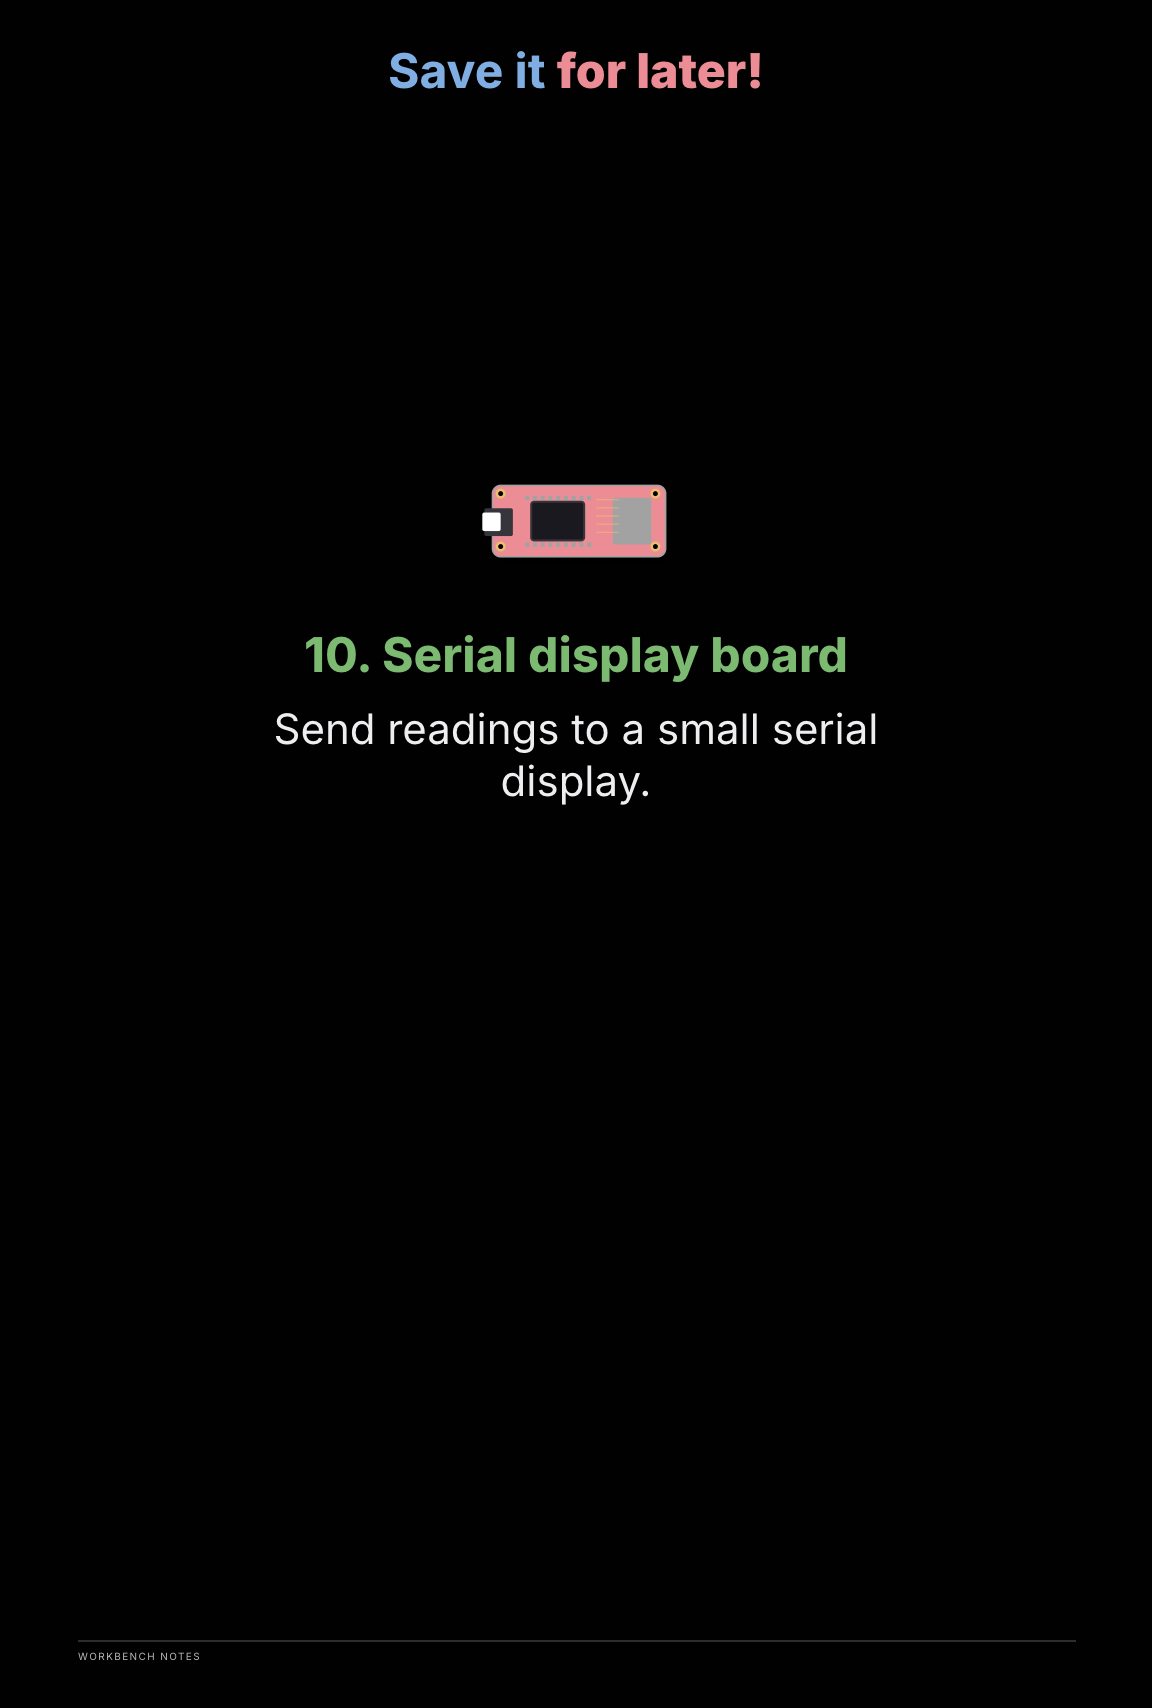 Save it for later!
10. Serial display board
Send readings to a small serial
display.
WORKBENCH NOTES